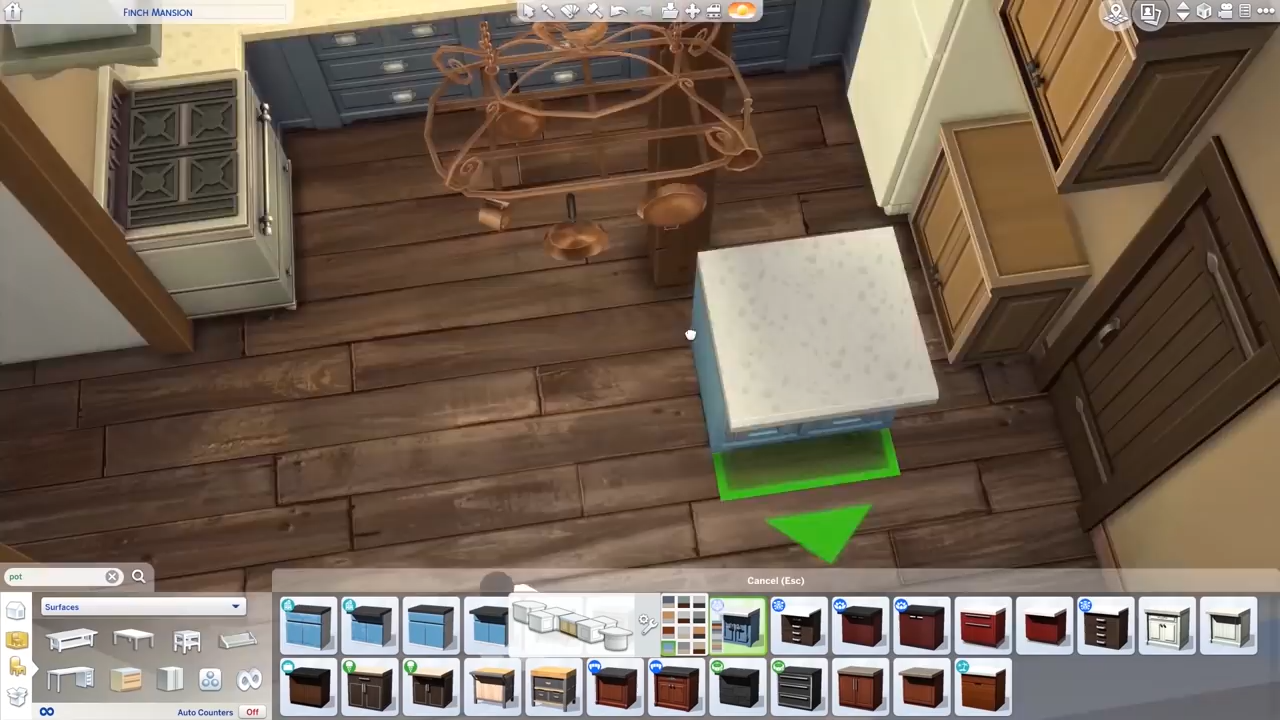 FINCH MANSION
Cancel (Esc)
pot
Surfaces
Auto Counters Off